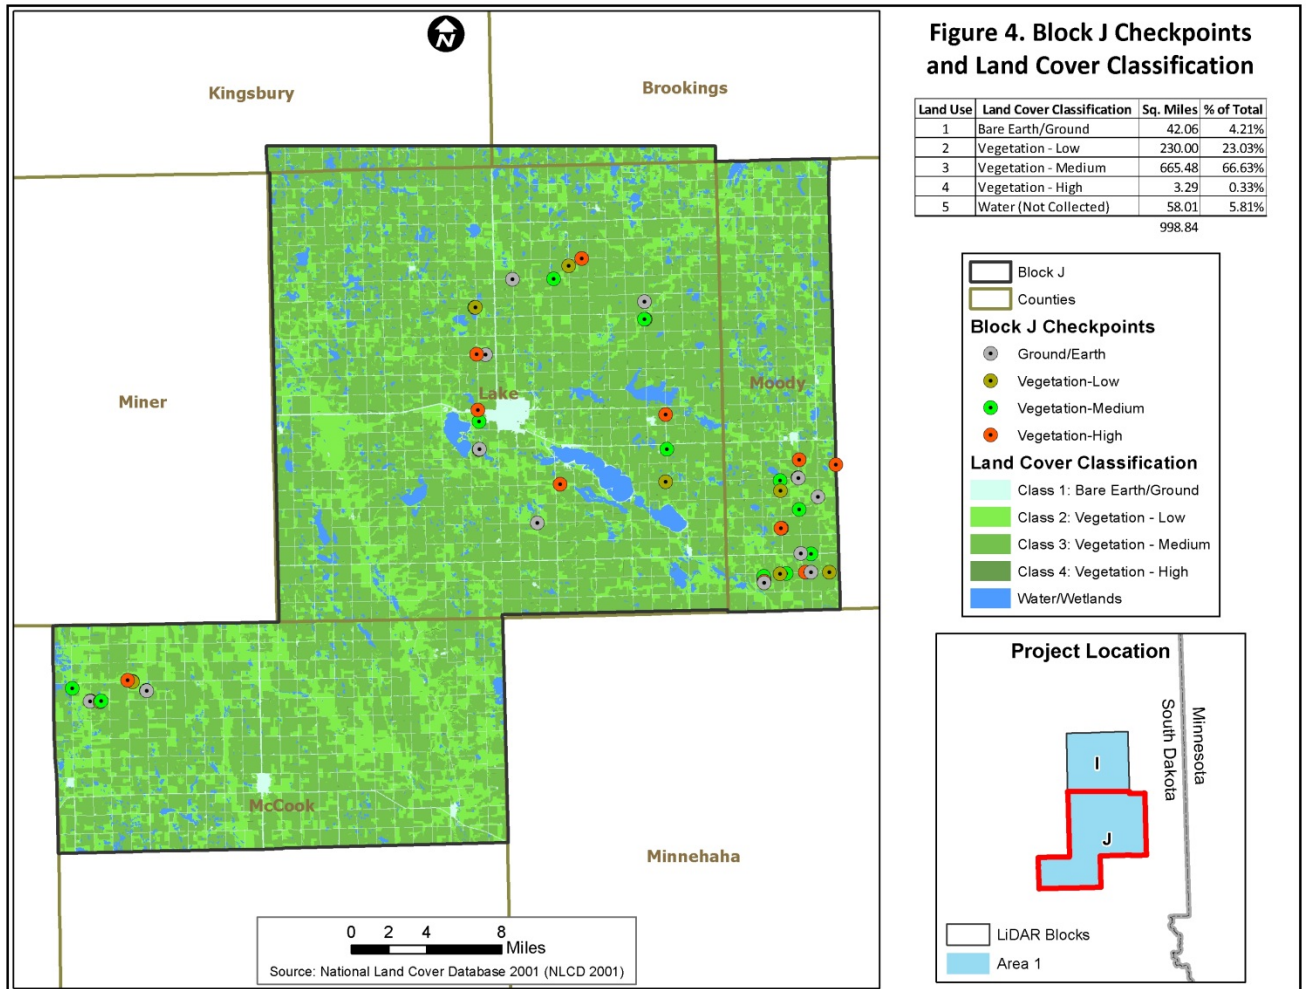 N
Kingsbury
Brookings
Miner
Lake
Moody
McCook
Minnehaha
0 2 4 8
Miles
Source: National Land Cover Database 2001 (NLCD 2001)
Figure 4. Block J Checkpoints
and Land Cover Classification
Land Use Land Cover Classification Sq. Miles % of Total
1 Bare Earth/Ground 42.06 4.21%
2 Vegetation - Low 230.00 23.03%
3 Vegetation - Medium 665.48 66.63%
4 Vegetation - High 3.29 0.33%
5 Water (Not Collected) 58.01 5.81%
998.84
Block J
Counties
Block J Checkpoints
Ground/Earth
Vegetation-Low
Vegetation-Medium
Vegetation-High
Land Cover Classification
Class 1: Bare Earth/Ground
Class 2: Vegetation - Low
Class 3: Vegetation - Medium
Class 4: Vegetation - High
Water/Wetlands
Project Location
South Dakota
Minnesota
I
J
LiDAR Blocks
Area 1